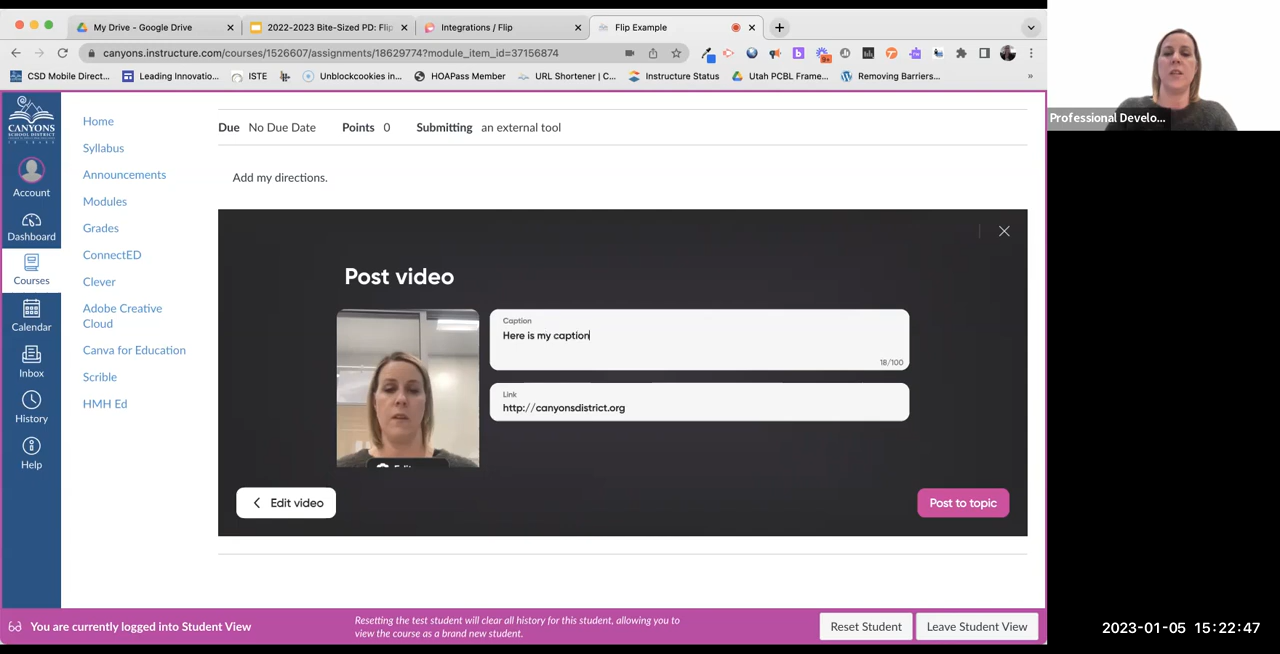 My Drive - Google Drive
2022-2023 Bite-Sized PD: Flip
Integrations / Flip
Flip Example
canyons.instructure.com/courses/1526607/assignments/18629774?module_item_id=37156874
9+
CSD Mobile Direct...
Leading Innovatio...
ISTE
Unblockcookies in...
HOAPass Member
URL Shortener | C...
Instructure Status
Utah PCBL Frame...
Removing Barriers...
»
CANYONS
SCHOOL DISTRICT
Account
Dashboard
Courses
Calendar
Inbox
History
Help
Home
Syllabus
Announcements
Modules
Grades
ConnectED
Clever
Adobe Creative
Cloud
Canva for Education
Scrible
HMH Ed
Due No Due Date Points 0 Submitting an external tool
Add my directions.
Post video
Caption
Here is my caption
18/100
Link
http://canyonsdistrict.org
Edit video
Post to topic
You are currently logged into Student View
Resetting the test student will clear all history for this student, allowing you to
view the course as a brand new student.
Reset Student
Leave Student View
Professional Develo...
2023-01-05 15:22:47